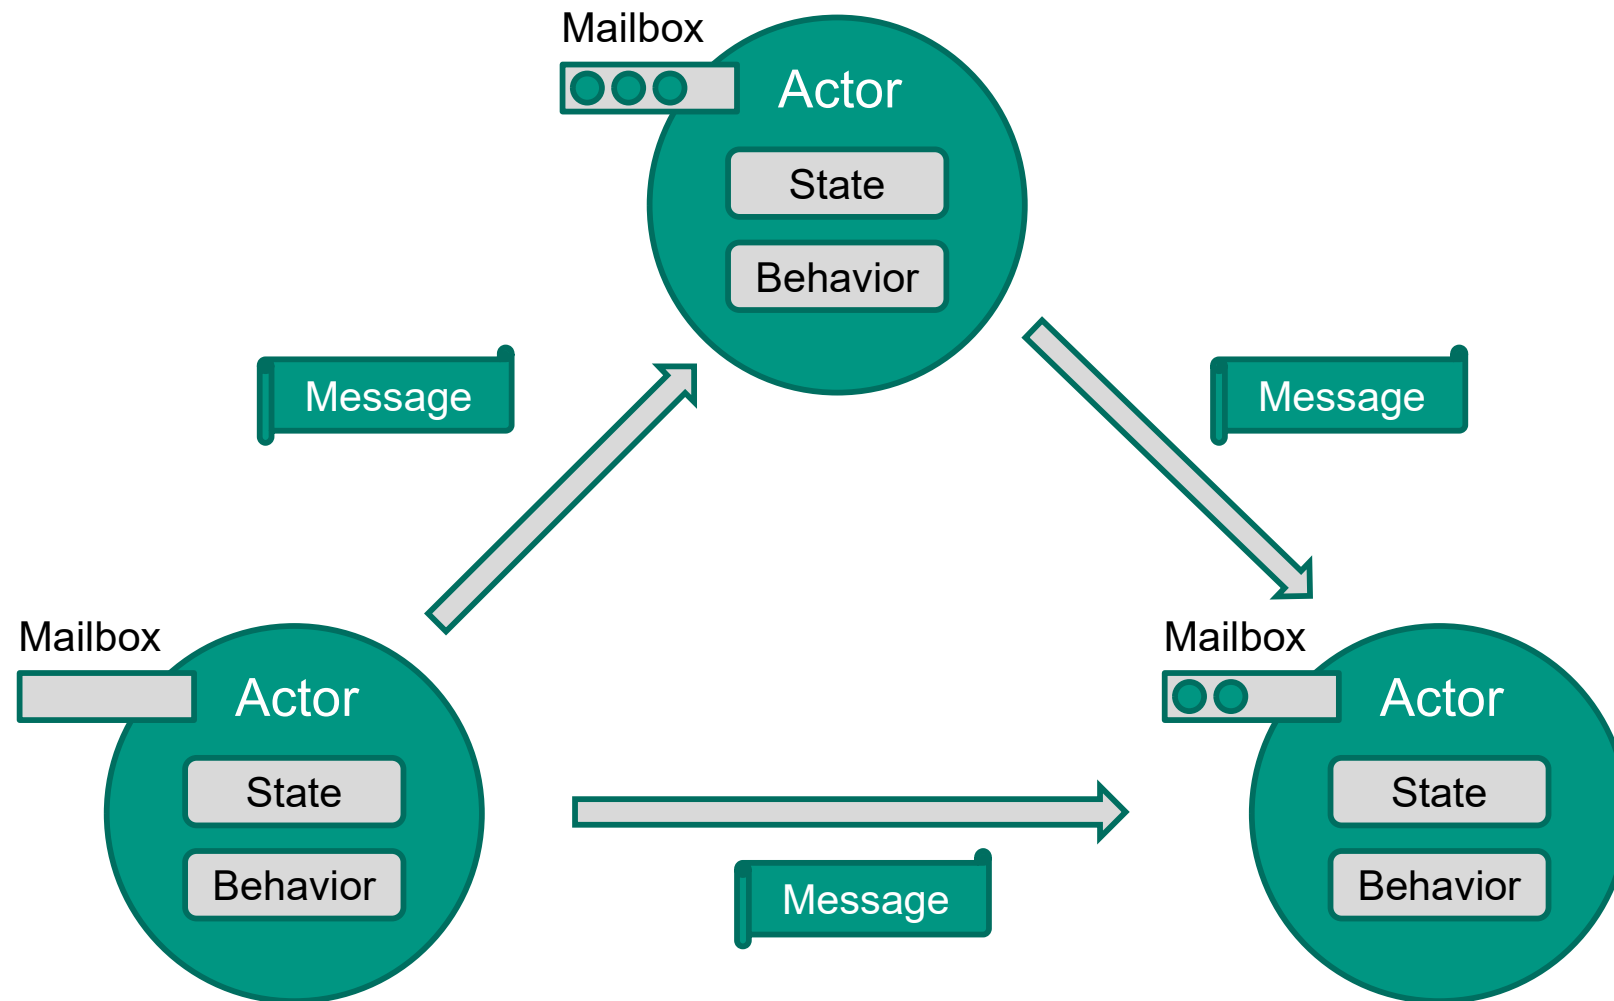 Mailbox
Actor
State
Behavior
Message
Message
Mailbox
Actor
State
Behavior
Mailbox
Actor
State
Behavior
Message